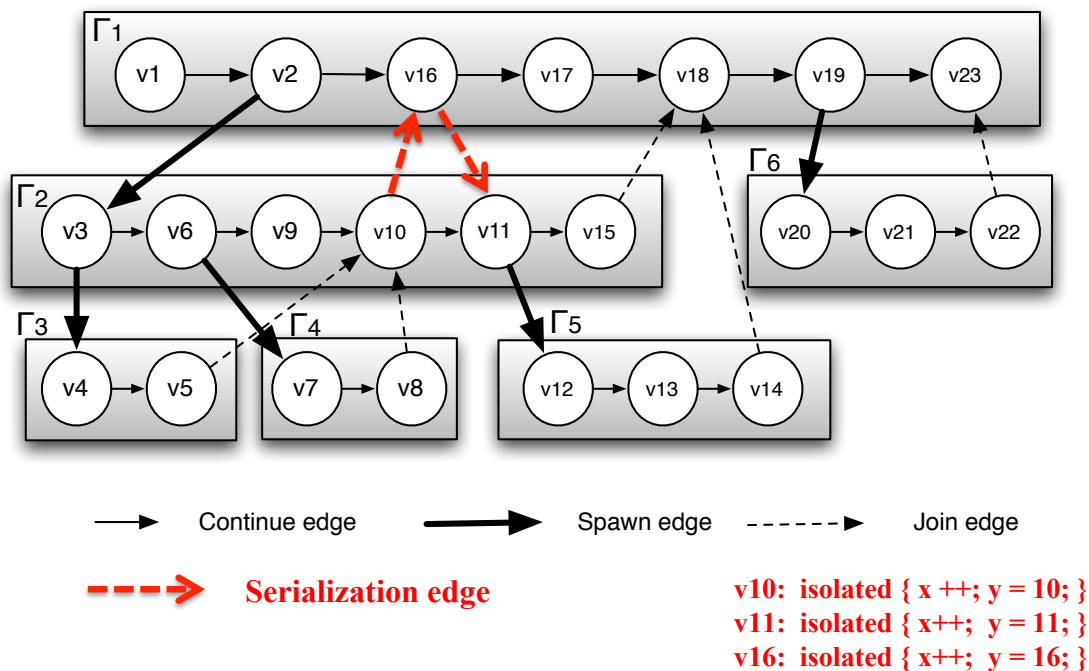 Γ1
v1 v2 v16 v17 v18 v19 v23
Γ2
v3 v6 v9 v10 v11 v15
Γ6
v20 v21 v22
Γ3
v4 v5
Γ4
v7 v8
Γ5
v12 v13 v14
Continue edge
Spawn edge
Join edge
Serialization edge
v10: isolated { x ++; y = 10; }
v11: isolated { x++; y = 11; }
v16: isolated { x++; y = 16; }